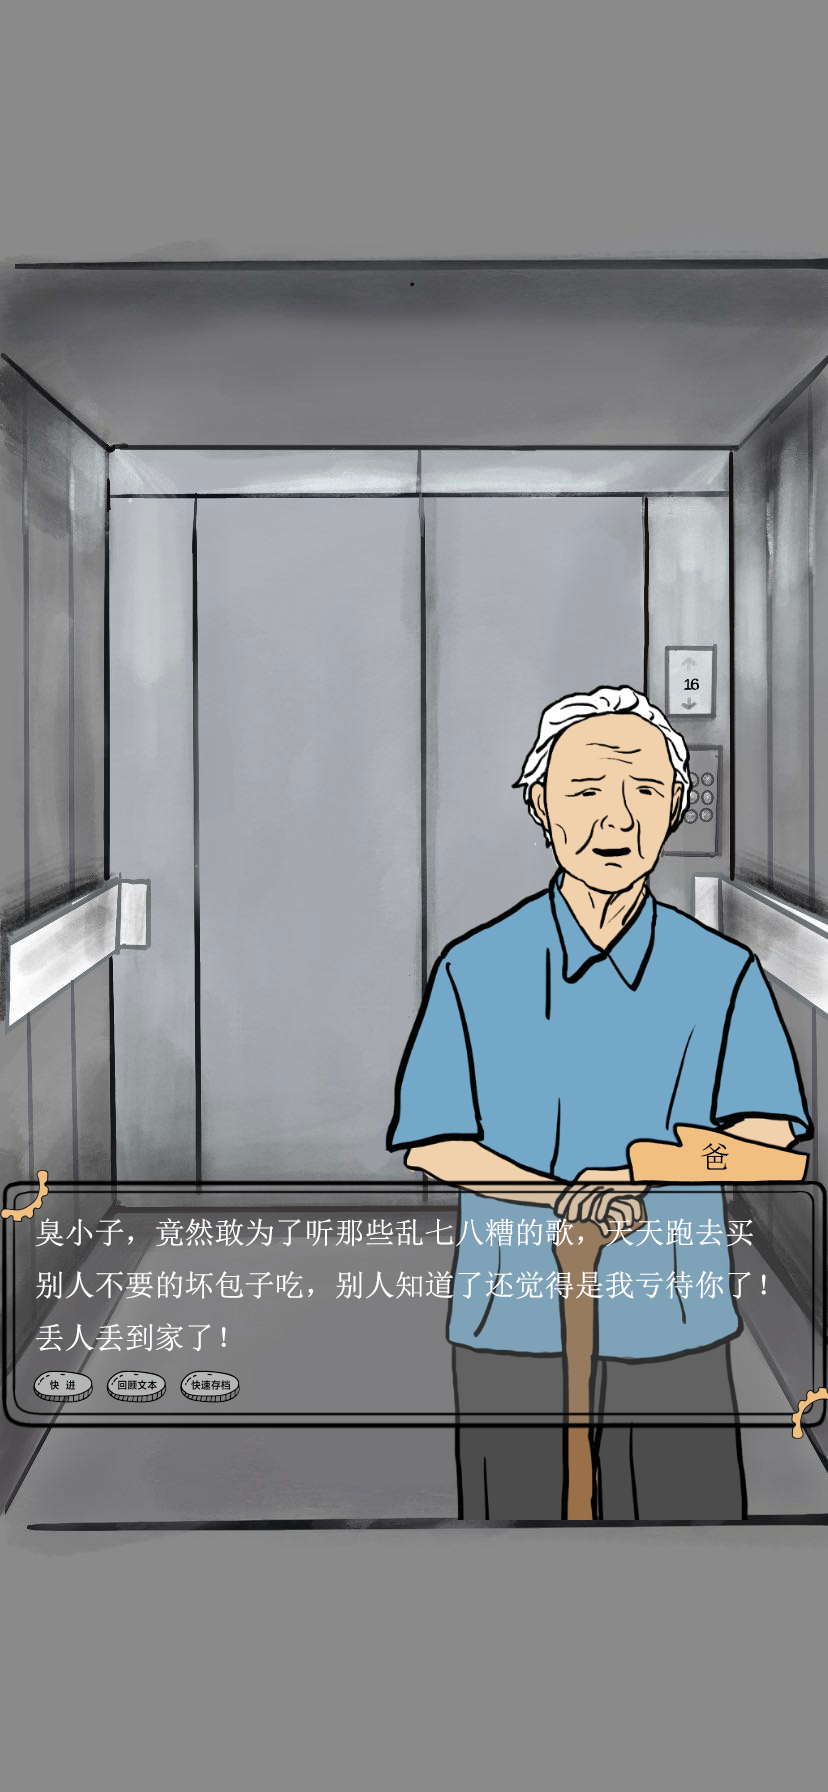 16
爸
臭小子，竟然敢为了听那些乱七八糟的歌，天天跑去买
别人不要的坏包子吃，别人知道了还觉得是我亏待你了！
丢人丢到家了！
快 进
回顾文本
快速存档